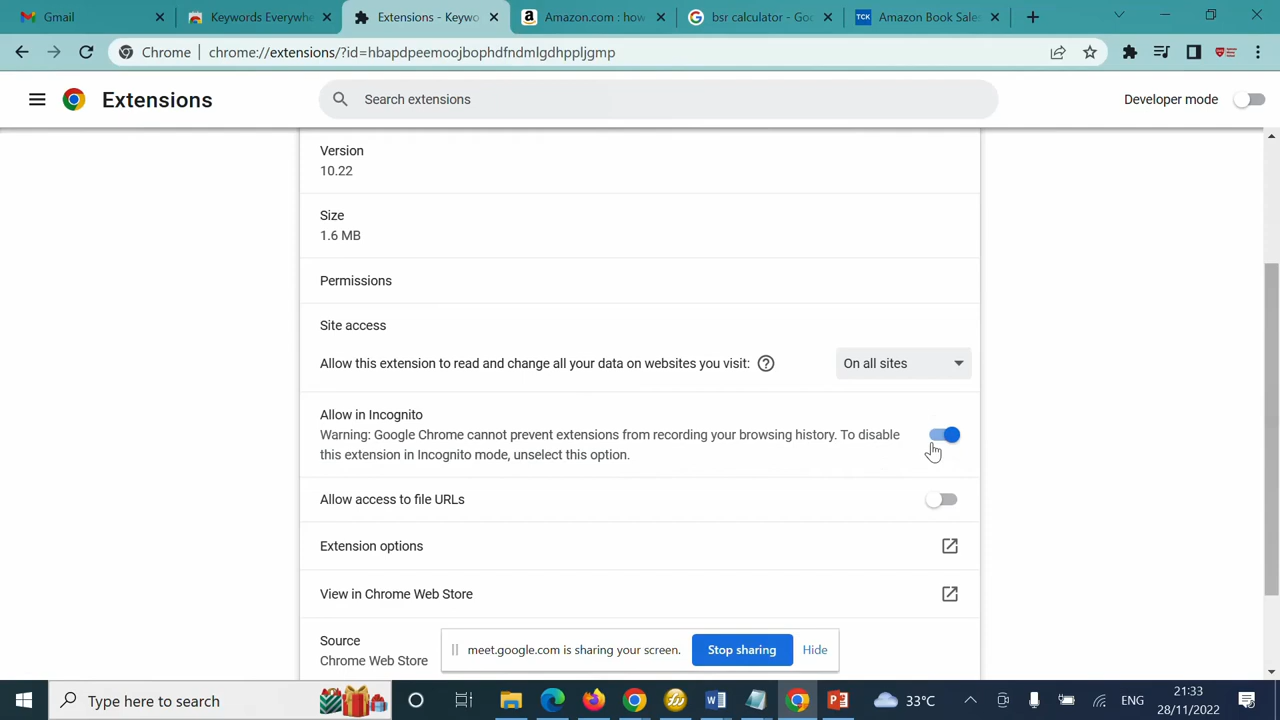 Gmail
Keywords Everywhe
Extensions - Keywo
Amazon.com : how
bsr calculator - Goo
TCK
Amazon Book Sale
Chrome
chrome://extensions/?id=hbapdpeemoojbophdfndmlgdhppljgmp
Extensions
Search extensions
Developer mode
Version
10.22
Size
1.6 MB
Permissions
Site access
Allow this extension to read and change all your data on websites you visit:
On all sites
Allow in Incognito
Warning: Google Chrome cannot prevent extensions from recording your browsing history. To disable
this extension in Incognito mode, unselect this option.
Allow access to file URLs
Extension options
View in Chrome Web Store
Source
Chrome Web Store
meet.google.com is sharing your screen.
Stop sharing
Hide
Type here to search
33°C
ENG
21:33
28/11/2022